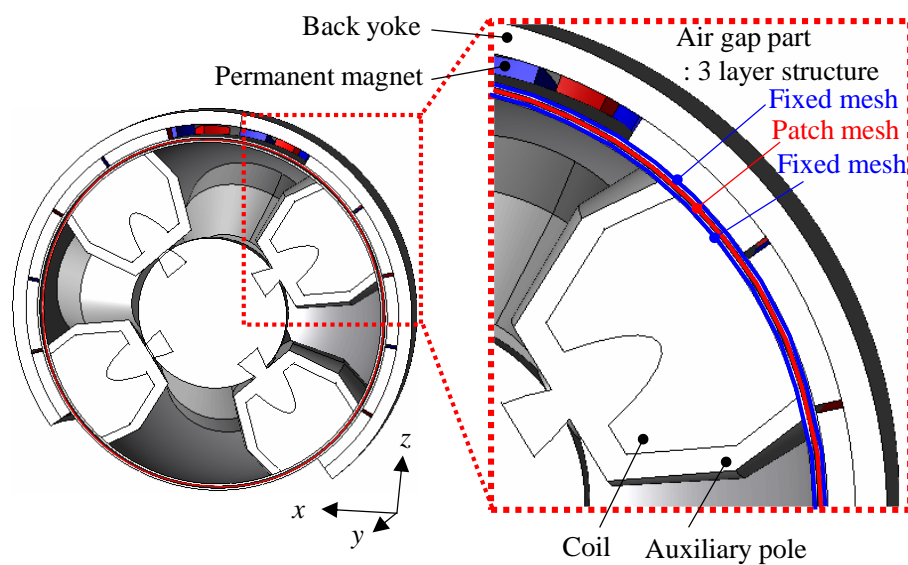 Back yoke
Permanent magnet
Air gap part
: 3 layer structure
Fixed mesh
Patch mesh
Fixed mesh
z
x
y
Coil
Auxiliary pole